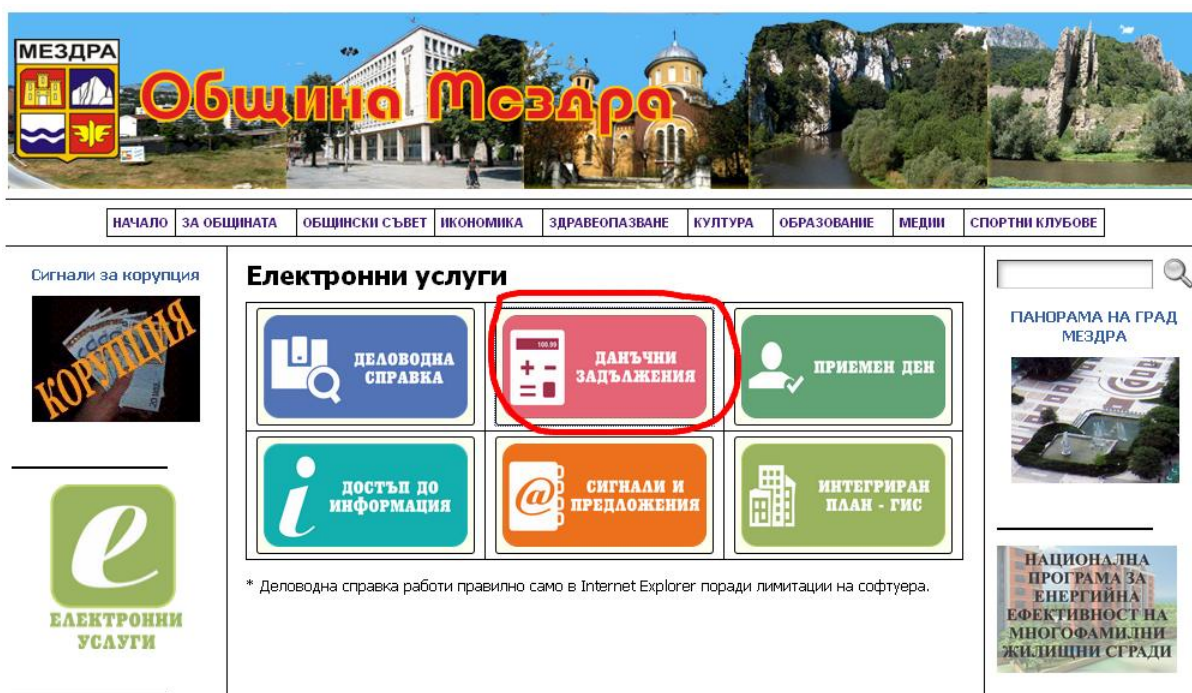 МЕЗДРА
Община Мездра
НАЧАЛО ЗА ОБЩИНАТА ОБЩИНСКИ СЪВЕТ ИКОНОМИКА ЗДРАВЕОПАЗВАНЕ КУЛТУРА ОБРАЗОВАНИЕ МЕДИИ СПОРТНИ КЛУБОВЕ
Сигнали за корупция
КОРУПЦИЯ
ЕЛЕКТРОННИ
УСЛУГИ
Електронни услуги
ДЕЛОВОДНА
СПРАВКА
100.99
ДАНЪЧНИ
ЗАДЪЛЖЕНИЯ
ПРИЕМЕН ДЕН
ДОСТЪП ДО
ИНФОРМАЦИЯ
СИГНАЛИ И
ПРЕДЛОЖЕНИЯ
ИНТЕГРИРАН
ПЛАН - ГИС
* Деловодна справка работи правилно само в Internet Explorer поради лимитации на софтуера.
ПАНОРАМА НА ГРАД
МЕЗДРА
НАЦИОНАЛНА
ПРОГРАМА ЗА
ЕНЕРГИЙНА
ЕФЕКТИВНОСТ НА
МНОГОФАМИЛНИ
ЖИЛИЩНИ СГРАДИ